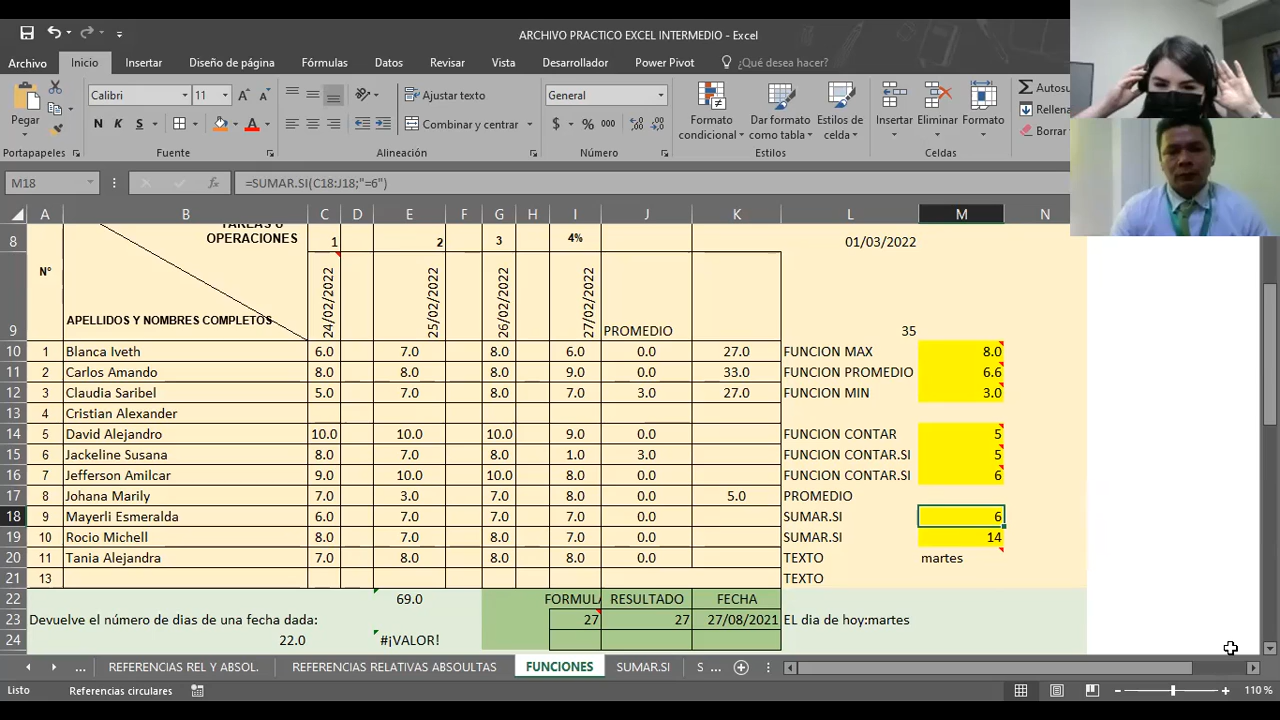 ARCHIVO PRACTICO EXCEL INTERMEDIO - Excel
Archivo Inicio Insertar Diseño de página Fórmulas Datos Revisar Vista Desarrollador Power Pivot ¿Qué desea hacer?
Pegar Calibri 11 Ajustar texto General Formato condicional Dar formato como tabla Estilos de celda Insertar Eliminar Formato Autosu
N K S Combinar y centrar $ % 000 Rellena
Borrar
Portapapeles Fuente Alineación Número Estilos Celdas
M18 fx =SUMAR.SI(C18:J18;"=6")
A B C D E F G H I J K L M N
8 TAREAS U OPERACIONES 1 2 3 4% 01/03/2022
9 N° APELLIDOS Y NOMBRES COMPLETOS 24/02/2022 25/02/2022 26/02/2022 27/02/2022 PROMEDIO 35
10 1 Blanca Iveth 6.0 7.0 8.0 6.0 0.0 27.0 FUNCION MAX 8.0
11 2 Carlos Amando 8.0 8.0 8.0 9.0 0.0 33.0 FUNCION PROMEDIO 6.6
12 3 Claudia Saribel 5.0 7.0 8.0 7.0 3.0 27.0 FUNCION MIN 3.0
13 4 Cristian Alexander
14 5 David Alejandro 10.0 10.0 10.0 9.0 0.0 FUNCION CONTAR 5
15 6 Jackeline Susana 8.0 7.0 8.0 1.0 3.0 FUNCION CONTAR.SI 5
16 7 Jefferson Amilcar 9.0 10.0 10.0 8.0 0.0 FUNCION CONTAR.SI 6
17 8 Johana Marily 7.0 3.0 7.0 8.0 0.0 5.0 PROMEDIO
18 9 Mayerli Esmeralda 6.0 7.0 7.0 7.0 0.0 SUMAR.SI 6
19 10 Rocio Michell 8.0 7.0 8.0 7.0 0.0 SUMAR.SI 14
20 11 Tania Alejandra 7.0 8.0 8.0 8.0 0.0 TEXTO martes
21 13 TEXTO
22 69.0 FORMULA RESULTADO FECHA
23 Devuelve el número de dias de una fecha dada: 27 27 27/08/2021 EL dia de hoy:martes
24 22.0 #¡VALOR!
... REFERENCIAS REL Y ABSOL. REFERENCIAS RELATIVAS ABSOULTAS FUNCIONES SUMAR.SI S ...
Listo Referencias circulares 110 %